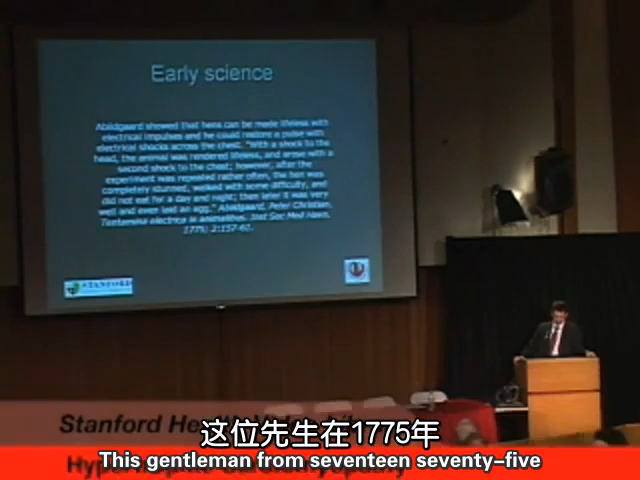 Early science
Abildgaard showed that hens can be made lifeless with
electrical impulses and he could restore a pulse with
electrical shocks across the chest. "With a shock to the
head, the animal was rendered lifeless, and arose with a
second shock to the chest; however, after the
experiment was repeated rather often, the hen was
completely stunned, walked with some difficulty, and
did not eat for a day and night; then later it was very
well and even laid an egg." Abildgaard, Peter Christian.
Tentamina electrica in animalibus. Inst Soc Med Havn.
1775; 2:157-61.
STANFORD
Stanford He
这位先生在1775年
This gentleman from seventeen seventy-five